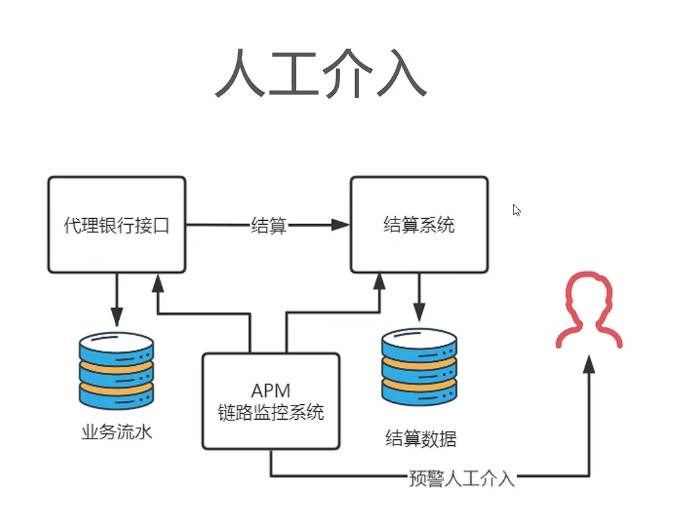 人工介入
代理银行接口
结算
结算系统
APM
链路监控系统
业务流水
结算数据
预警人工介入